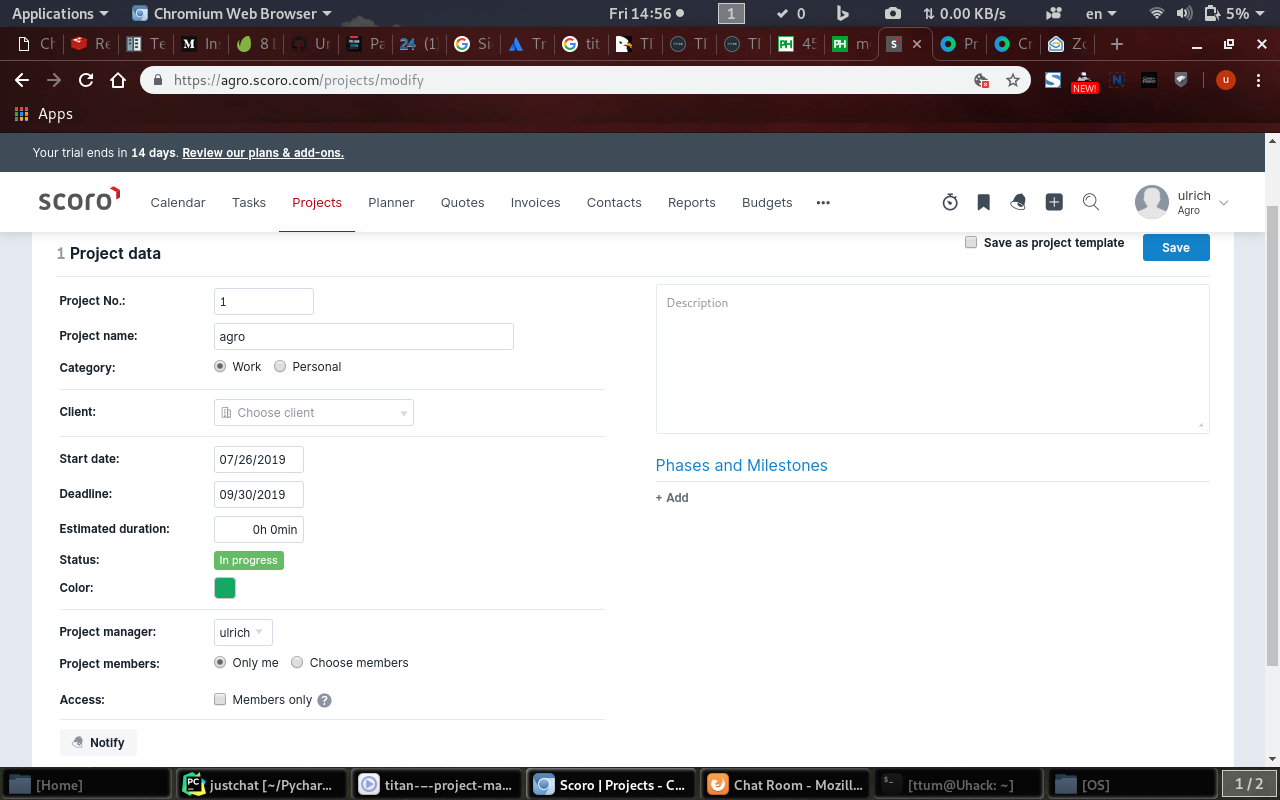 Applications Chromium Web Browser Fri 14:56 1 0 0.00 KB/s en 5%
Re Te M In 8 Ur Pa 24 (1) Si Tr tit Tl Tl Tl PH 45 PH m S Pr Cr Zo
https://agro.scoro.com/projects/modify S NEW! N u
Apps
Your trial ends in 14 days. Review our plans & add-ons.
scoro Calendar Tasks Projects Planner Quotes Invoices Contacts Reports Budgets ulrich
Agro
1 Project data Save as project template Save
Project No.: 1 Description
Project name: agro
Category: Work Personal
Client: Choose client
Start date: 07/26/2019 Phases and Milestones
Deadline: 09/30/2019 + Add
Estimated duration: 0h 0min
Status: In progress
Color:
Project manager: ulrich
Project members: Only me Choose members
Access: Members only ?
Notify
[Home] PC justchat [~/Pychar... titan-–-project-ma... Scoro | Projects - C... Chat Room - Mozill... [ttum@Uhack: ~] [OS] 1 / 2